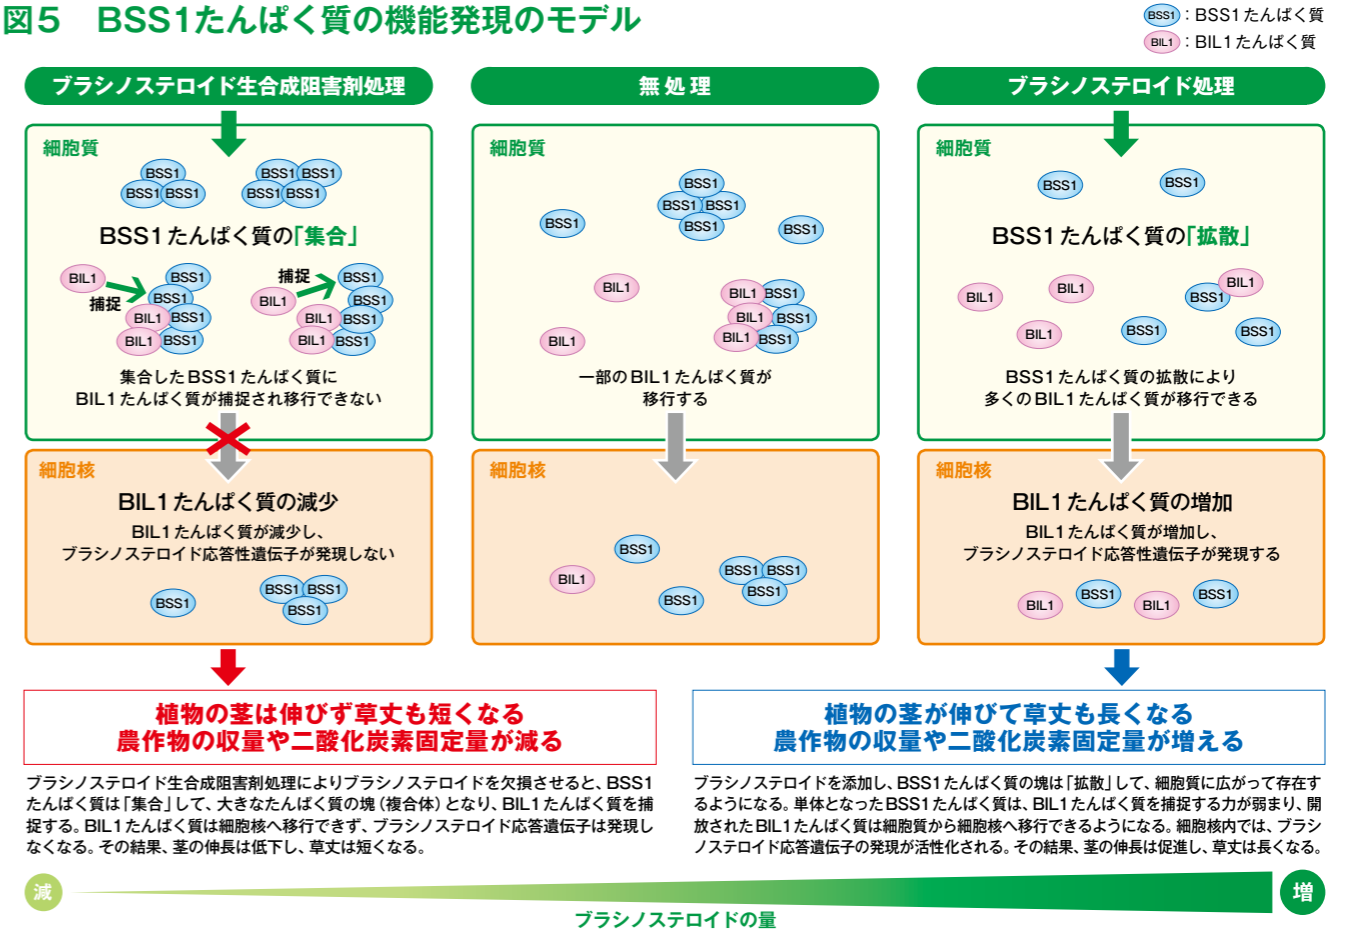 図5　BSS1たんぱく質の機能発現のモデル
BSS1：BSS1たんぱく質
BIL1：BIL1たんぱく質
ブラシノステロイド生合成阻害剤処理
細胞質
BSS1
BSS1 BSS1
BSS1 BSS1
BSS1 BSS1
BSS1たんぱく質の「集合」
BIL1
捕捉
BSS1
BSS1
BIL1 BSS1
BIL1 BSS1
捕捉
BSS1
BIL1
BSS1
BIL1 BSS1
BIL1 BSS1
集合したBSS1たんぱく質に
BIL1たんぱく質が捕捉され移行できない
細胞核
BIL1たんぱく質の減少
BIL1たんぱく質が減少し、
ブラシノステロイド応答性遺伝子が発現しない
BSS1
BSS1 BSS1
BSS1
無処理
細胞質
BSS1
BSS1 BSS1
BSS1
BSS1
BSS1
BIL1
BIL1
BIL1 BSS1
BIL1 BSS1
BIL1 BSS1
一部のBIL1たんぱく質が
移行する
細胞核
BSS1
BIL1
BSS1
BSS1 BSS1
BSS1
ブラシノステロイド処理
細胞質
BSS1
BSS1
BSS1たんぱく質の「拡散」
BIL1
BIL1
BSS1 BIL1
BIL1
BSS1
BSS1
BSS1たんぱく質の拡散により
多くのBIL1たんぱく質が移行できる
細胞核
BIL1たんぱく質の増加
BIL1たんぱく質が増加し、
ブラシノステロイド応答性遺伝子が発現する
BIL1
BSS1
BIL1
BSS1
植物の茎は伸びず草丈も短くなる
農作物の収量や二酸化炭素固定量が減る
ブラシノステロイド生合成阻害剤処理によりブラシノステロイドを欠損させると、BSS1
たんぱく質は「集合」して、大きなたんぱく質の塊（複合体）となり、BIL1たんぱく質を捕
捉する。BIL1たんぱく質は細胞核へ移行できず、ブラシノステロイド応答遺伝子は発現し
なくなる。その結果、茎の伸長は低下し、草丈は短くなる。
植物の茎が伸びて草丈も長くなる
農作物の収量や二酸化炭素固定量が増える
ブラシノステロイドを添加し、BSS1たんぱく質の塊は「拡散」して、細胞質に広がって存在す
るようになる。単体となったBSS1たんぱく質は、BIL1たんぱく質を捕捉する力が弱まり、開
放されたBIL1たんぱく質は細胞質から細胞核へ移行できるようになる。細胞核内では、ブラシ
ノステロイド応答遺伝子の発現が活性化される。その結果、茎の伸長は促進し、草丈は長くなる。
減
増
ブラシノステロイドの量